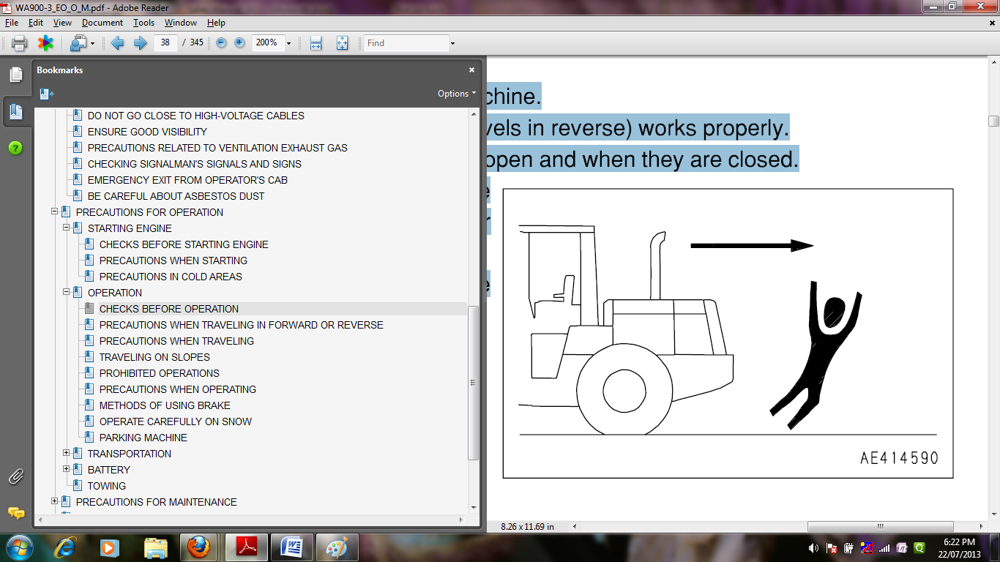 WA900-3_EO_O_M.pdf - Adobe Reader
File Edit View Document Tools Window Help
38 / 345 200% Find
Bookmarks
Options
DO NOT GO CLOSE TO HIGH-VOLTAGE CABLES
ENSURE GOOD VISIBILITY
PRECAUTIONS RELATED TO VENTILATION EXHAUST GAS
CHECKING SIGNALMAN'S SIGNALS AND SIGNS
EMERGENCY EXIT FROM OPERATOR'S CAB
BE CAREFUL ABOUT ASBESTOS DUST
PRECAUTIONS FOR OPERATION
STARTING ENGINE
CHECKS BEFORE STARTING ENGINE
PRECAUTIONS WHEN STARTING
PRECAUTIONS IN COLD AREAS
OPERATION
CHECKS BEFORE OPERATION
PRECAUTIONS WHEN TRAVELING IN FORWARD OR REVERSE
PRECAUTIONS WHEN TRAVELING
TRAVELING ON SLOPES
PROHIBITED OPERATIONS
PRECAUTIONS WHEN OPERATING
METHODS OF USING BRAKE
OPERATE CAREFULLY ON SNOW
PARKING MACHINE
TRANSPORTATION
BATTERY
TOWING
PRECAUTIONS FOR MAINTENANCE
chine.
vels in reverse) works properly.
open and when they are closed.
e
r
e
AE414590
8.26 x 11.69 in
6:22 PM
22/07/2013